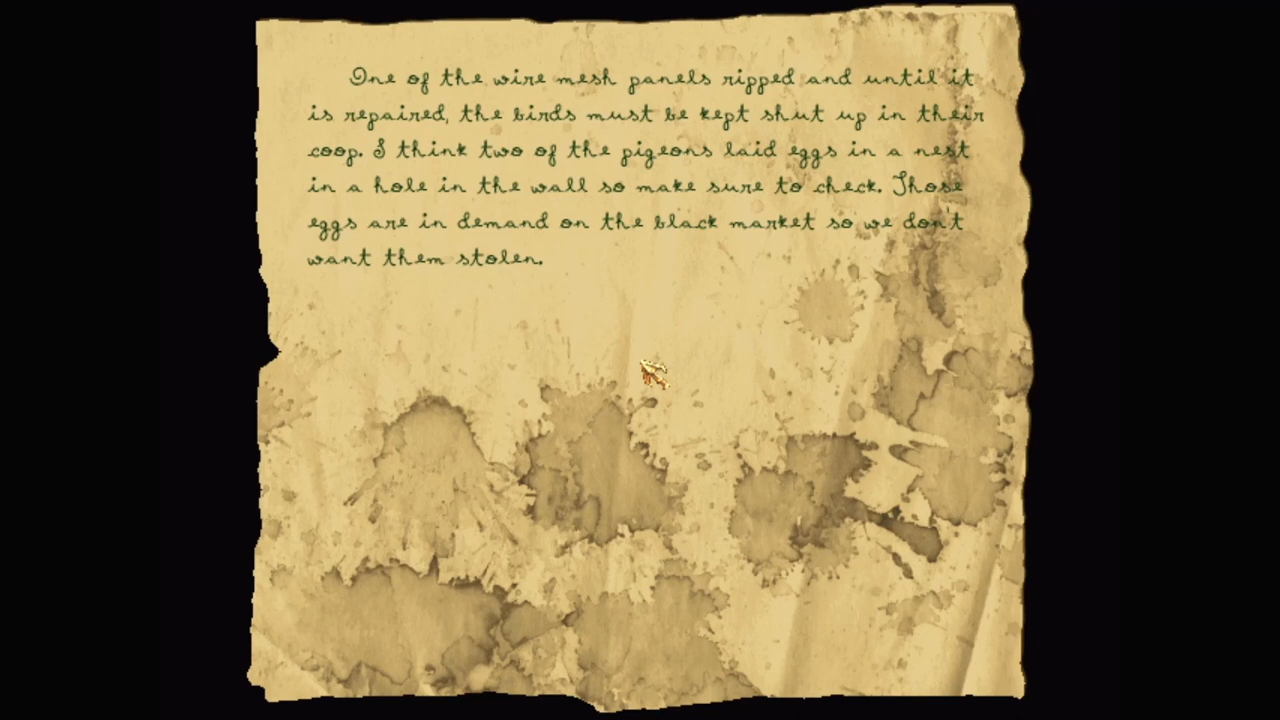 One of the wire mesh panels ripped and until it
is repaired, the birds must be kept shut up in their
coop. I think two of the pigeons laid eggs in a nest
in a hole in the wall so make sure to check. Those
eggs are in demand on the black market so we don't
want them stolen.